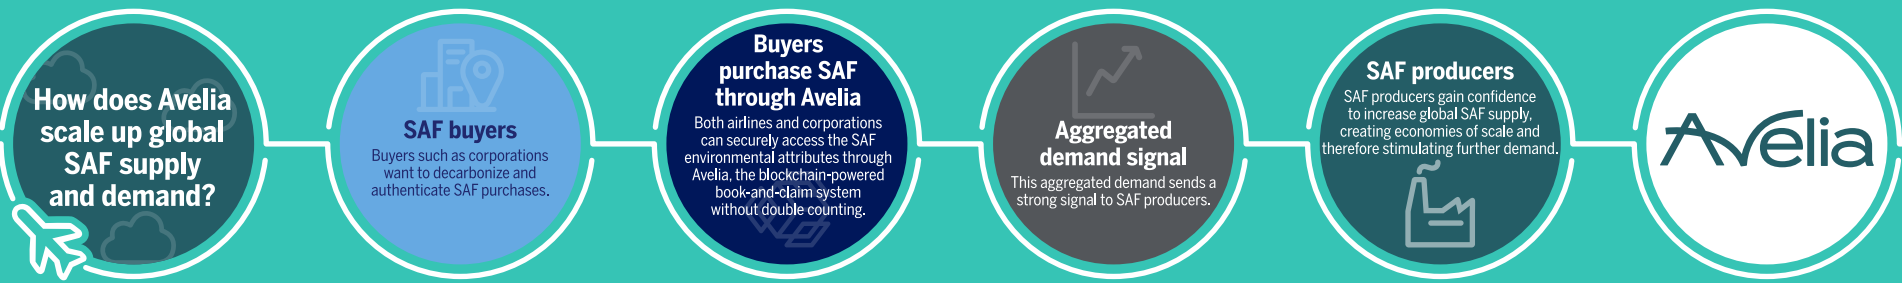 How does Avelia
scale up global
SAF supply
and demand?
SAF buyers
Buyers such as corporations
want to decarbonize and
authenticate SAF purchases.
Buyers
purchase SAF
through Avelia
Both airlines and corporations
can securely access the SAF
environmental attributes through
Avelia, the blockchain-powered
book-and-claim system
without double counting.
Aggregated
demand signal
This aggregated demand sends a
strong signal to SAF producers.
SAF producers
SAF producers gain confidence
to increase global SAF supply,
creating economies of scale and
therefore stimulating further demand.
Avelia